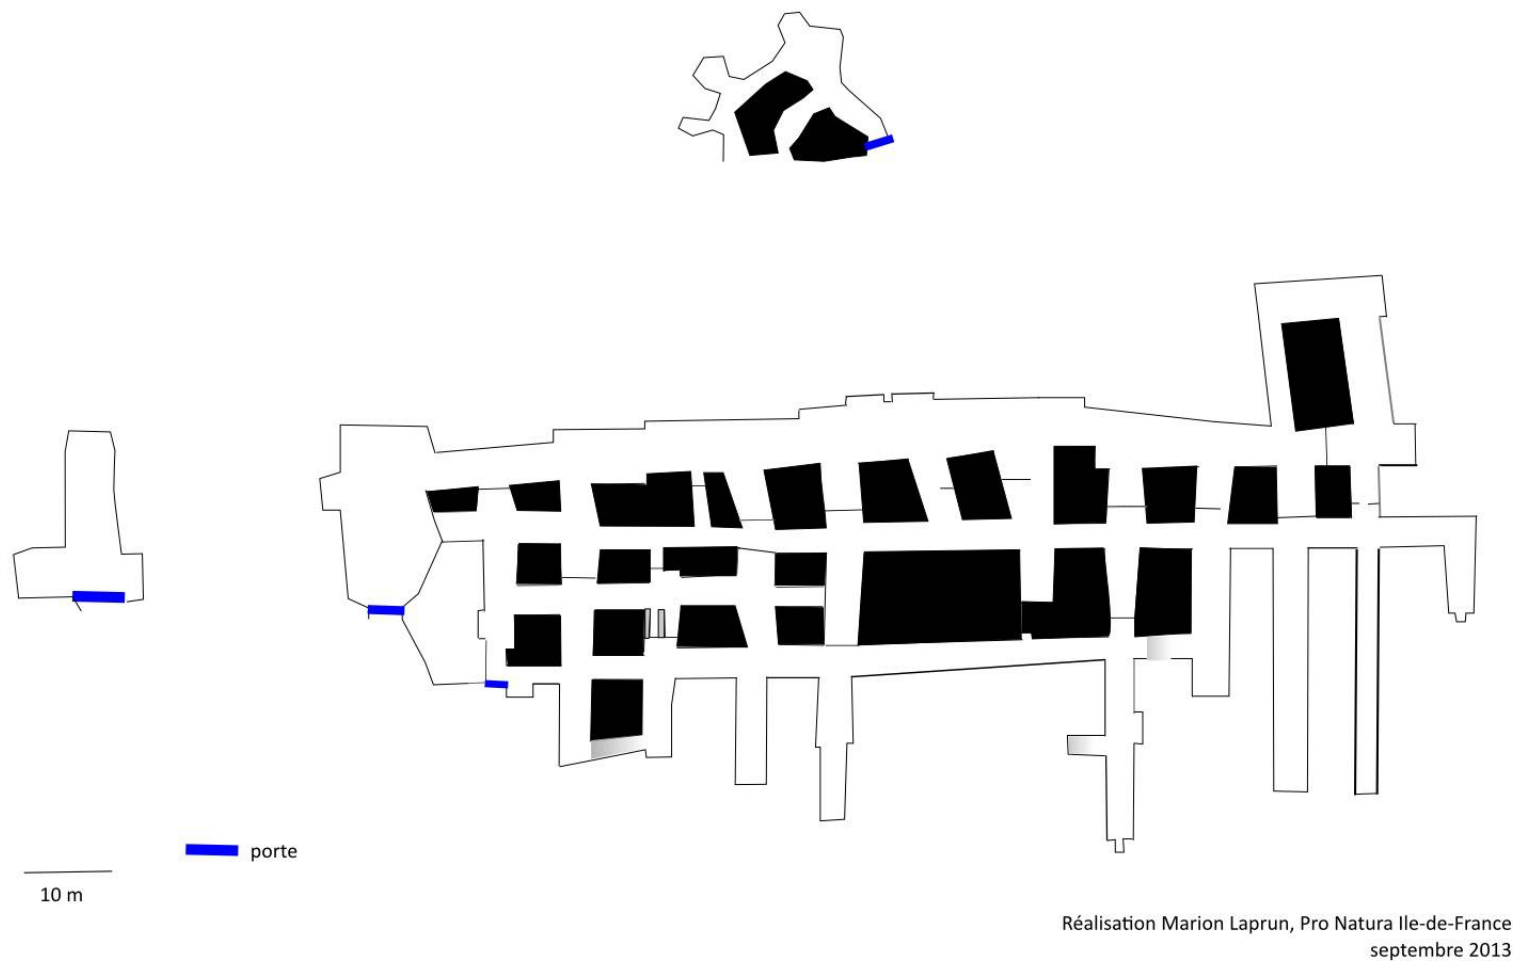 porte
10 m
Réalisation Marion Laprun, Pro Natura Ile-de-France
septembre 2013